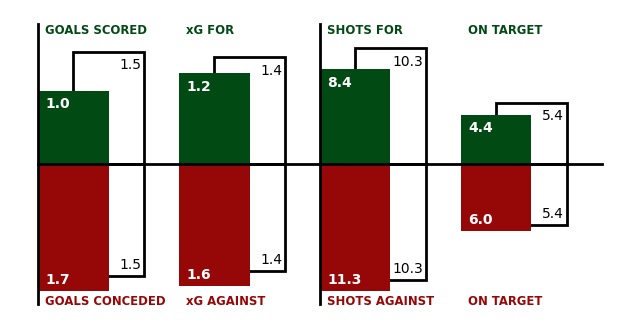 GOALS SCORED xG FOR SHOTS FOR ON TARGET
1.5 1.4 10.3 5.4
1.0 1.2 8.4 4.4
1.5 1.4 10.3 5.4
1.7 1.6 11.3 6.0
GOALS CONCEDED xG AGAINST SHOTS AGAINST ON TARGET